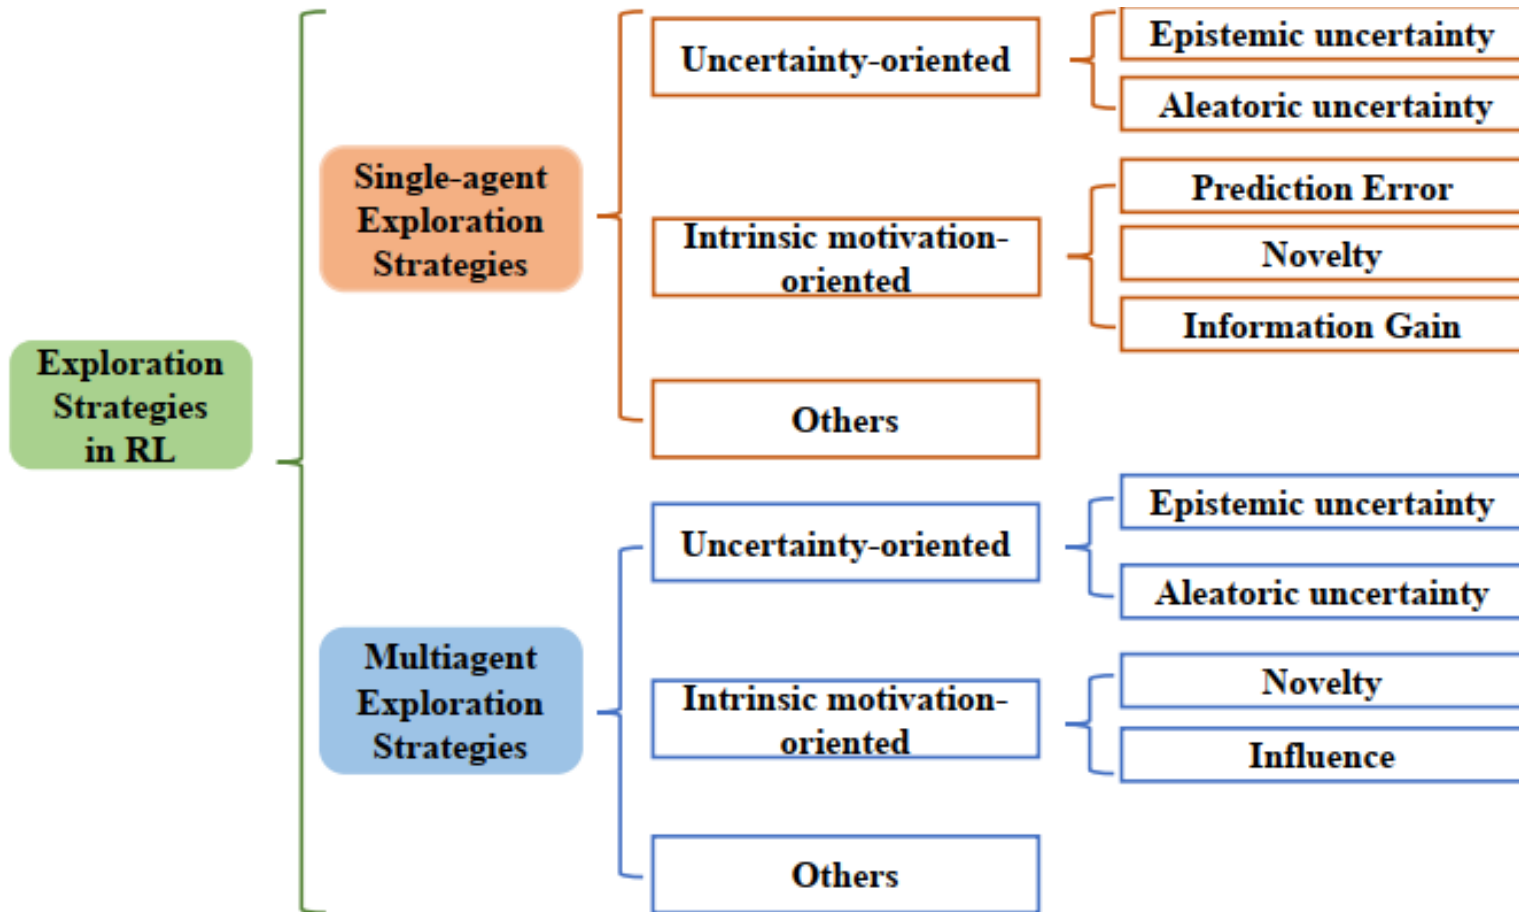 Exploration
Strategies
in RL
Single-agent
Exploration
Strategies
Uncertainty-oriented
Epistemic uncertainty
Aleatoric uncertainty
Intrinsic motivation-
oriented
Prediction Error
Novelty
Information Gain
Others
Multiagent
Exploration
Strategies
Uncertainty-oriented
Epistemic uncertainty
Aleatoric uncertainty
Intrinsic motivation-
oriented
Novelty
Influence
Others